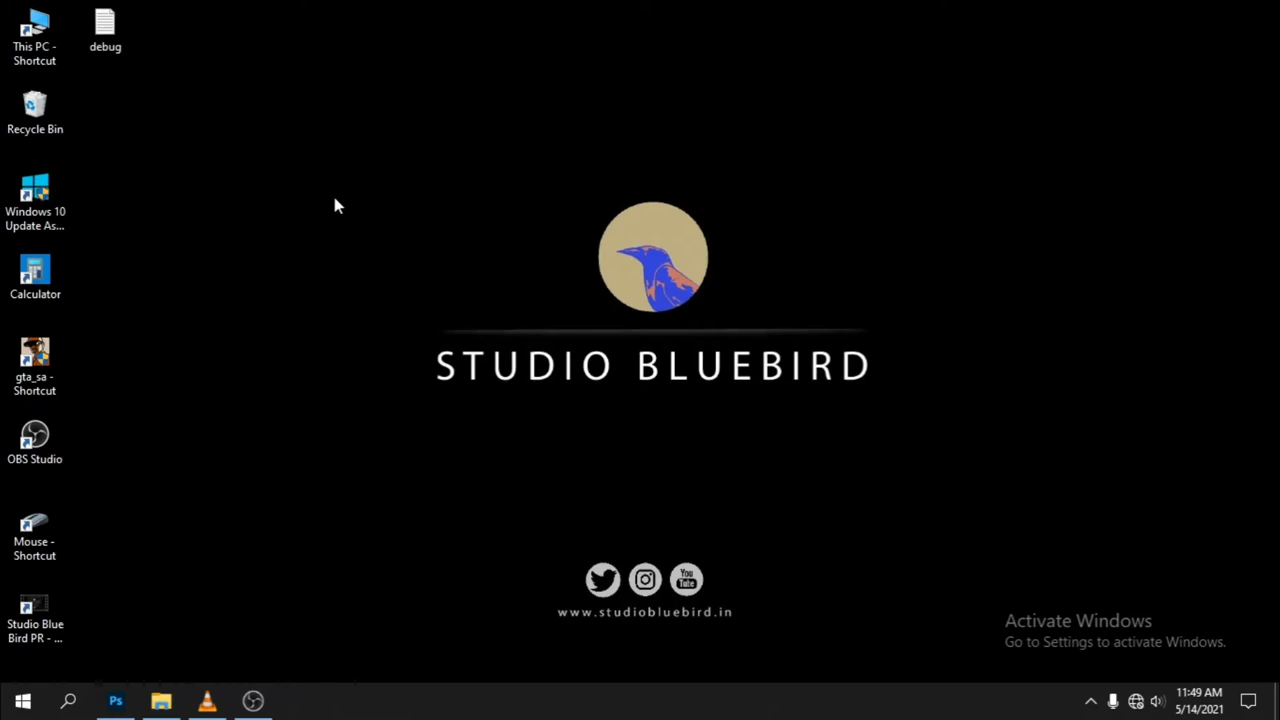 This PC -
Shortcut
debug
Recycle Bin
Windows 10
Update As...
Calculator
gta_sa -
Shortcut
OBS Studio
Mouse -
Shortcut
Studio Blue
Bird PR - ...
STUDIO BLUEBIRD
You
Tube
www.studiobluebird.in
Activate Windows
Go to Settings to activate Windows.
Ps
11:49 AM
5/14/2021